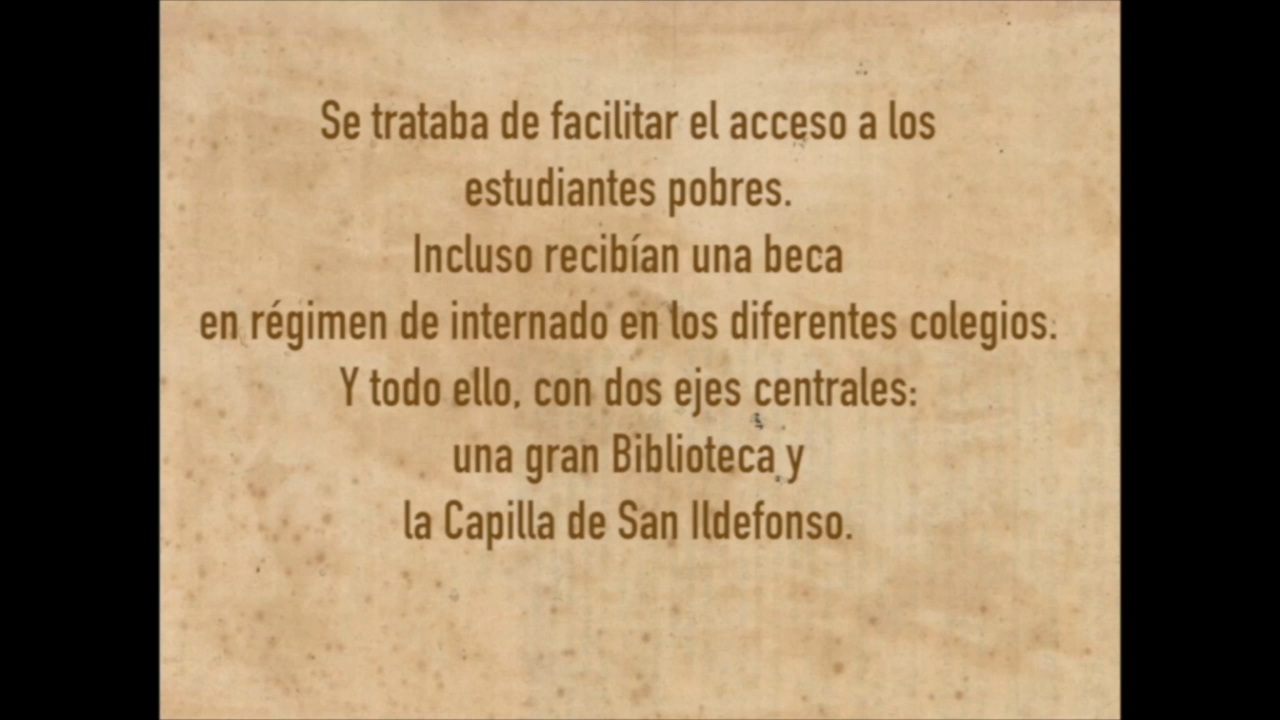 Se trataba de facilitar el acceso a los
estudiantes pobres.
Incluso recibían una beca
en régimen de internado en los diferentes colegios.
Y todo ello, con dos ejes centrales:
una gran Biblioteca y
la Capilla de San Ildefonso.